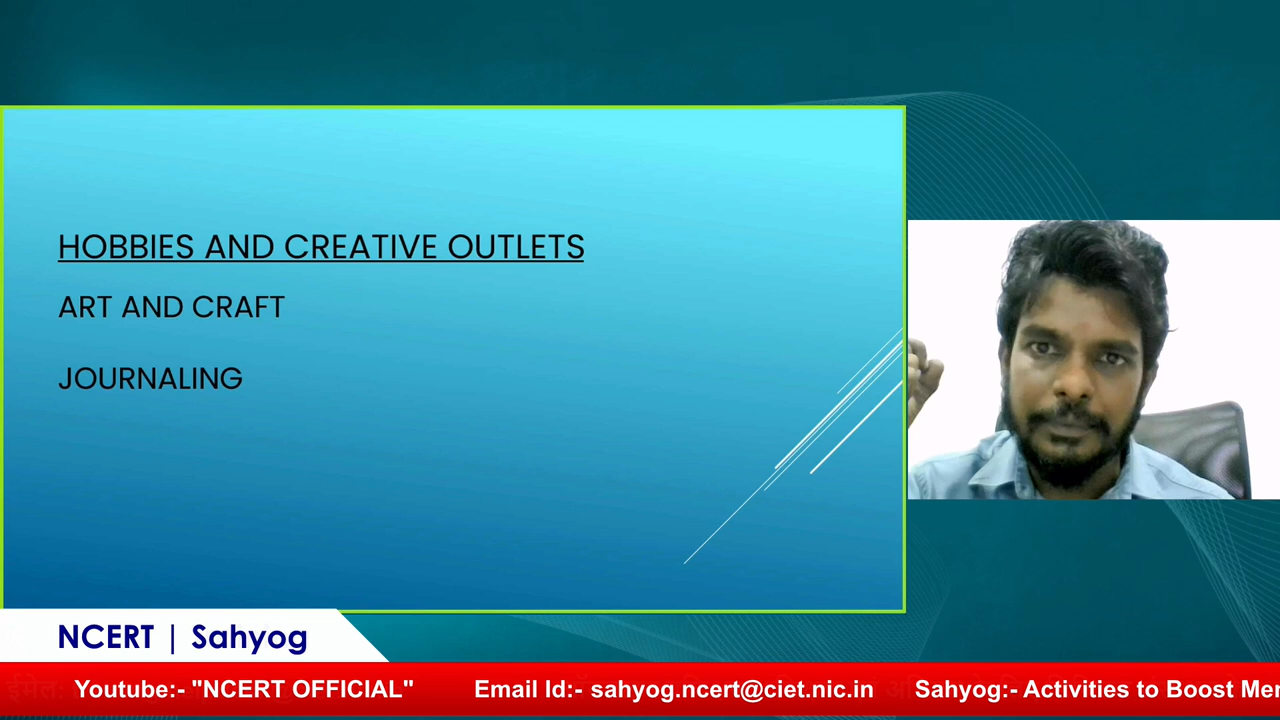 HOBBIES AND CREATIVE OUTLETS
ART AND CRAFT
JOURNALING
NCERT | Sahyog
Youtube:- "NCERT OFFICIAL" Email Id:- sahyog.ncert@ciet.nic.in Sahyog:- Activities to Boost Mer